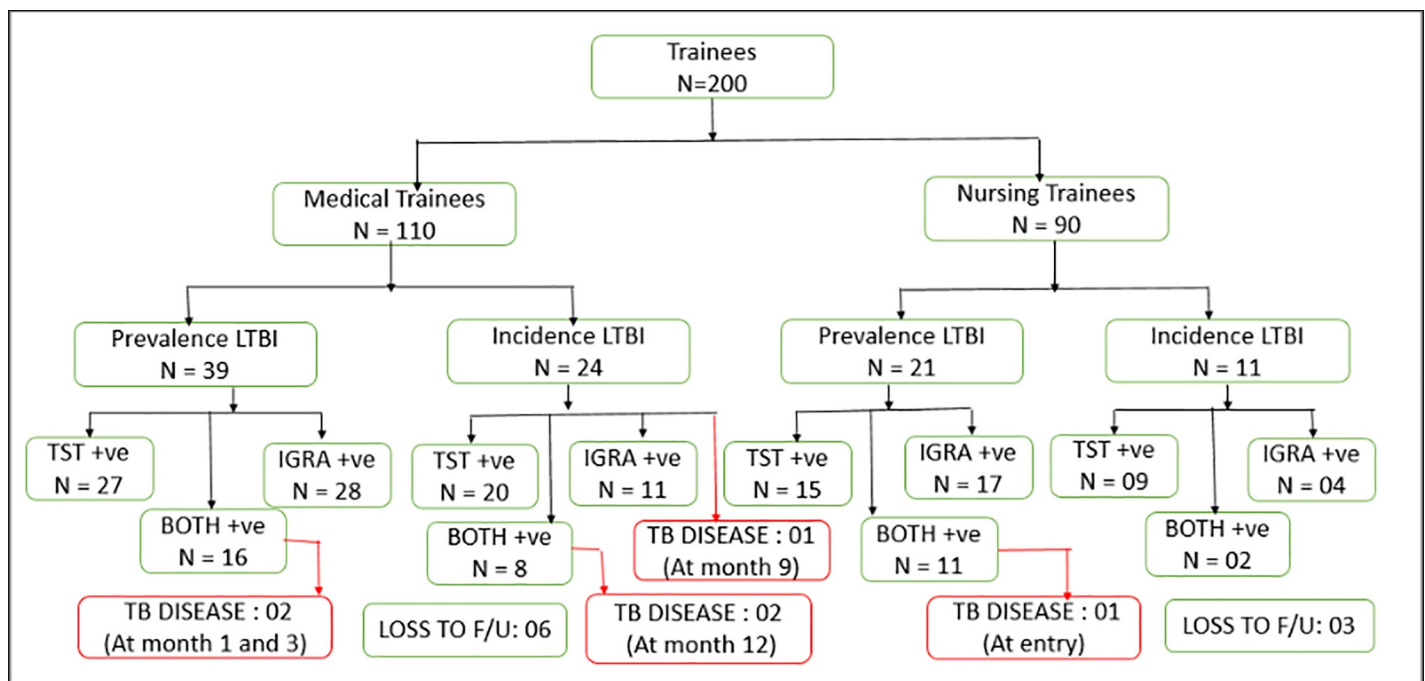 Trainees
N=200
Medical Trainees
N = 110
Nursing Trainees
N = 90
Prevalence LTBI
N = 39
Incidence LTBI
N = 24
Prevalence LTBI
N = 21
Incidence LTBI
N = 11
TST +ve
N = 27
BOTH +ve
N = 16
IGRA +ve
N = 28
TB DISEASE : 02
(At month 1 and 3)
TST +ve
N = 20
BOTH +ve
N = 8
IGRA +ve
N = 11
TB DISEASE : 01
(At month 9)
LOSS TO F/U: 06
TB DISEASE : 02
(At month 12)
TST +ve
N = 15
BOTH +ve
N = 11
IGRA +ve
N = 17
TB DISEASE : 01
(At entry)
TST +ve
N = 09
BOTH +ve
N = 02
IGRA +ve
N = 04
LOSS TO F/U: 03